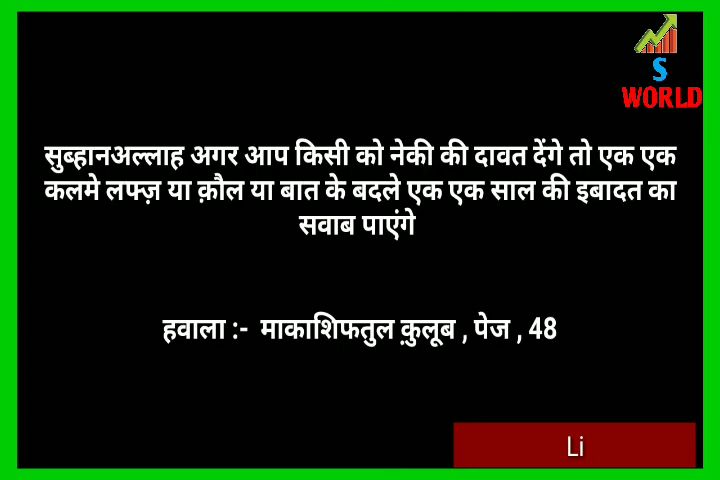 S
WORLD
सुब्हानअल्लाह अगर आप किसी को नेकी की दावत देंगे तो एक एक
कलमे लफ्ज़ या क़ौल या बात के बदले एक एक साल की इबादत का
सवाब पाएंगे
हवाला :- माकाशिफतुल क़ुलूब , पेज , 48
Li